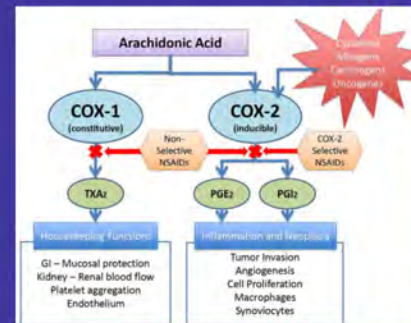 Arachidonic Acid
Cytokines
Mitogens
Carcinogens
Oncogenes
COX-1
(constitutive)
COX-2
(inducible)
Non-
Selective
NSAIDs
COX-2
Selective
NSAIDs
TXA2
PGE2
PGI2
Housekeeping Functions
GI – Mucosal protection
Kidney – Renal blood flow
Platelet aggregation
Endothelium
Inflammation and Neoplasia
Tumor Invasion
Angiogenesis
Cell Proliferation
Macrophages
Synoviocytes